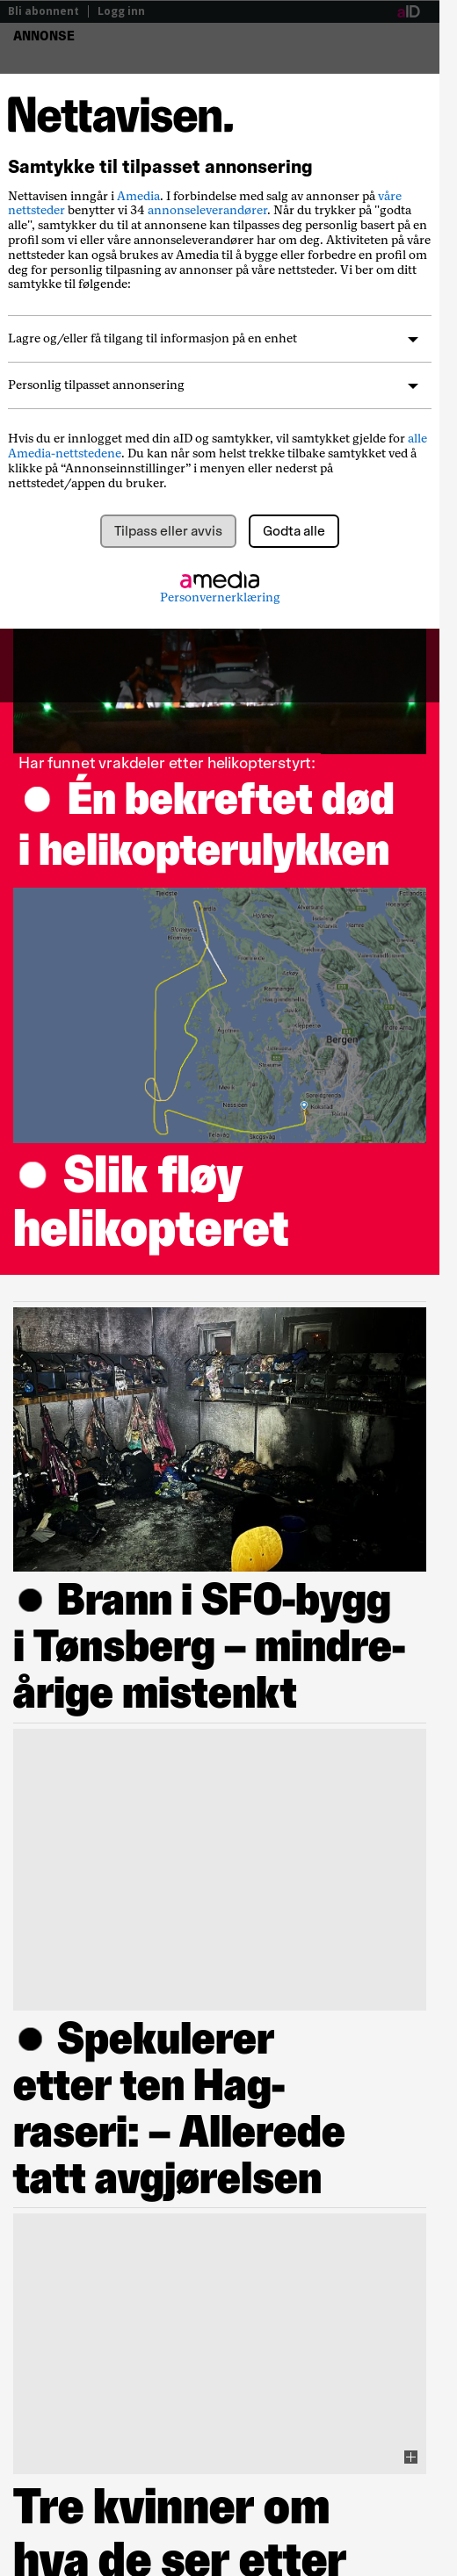 Bli abonnent | Logg inn
aID
ANNONSE
Nettavisen.
Samtykke til tilpasset annonsering
Nettavisen inngår i Amedia. I forbindelse med salg av annonser på våre
nettsteder benytter vi 34 annonseleverandører. Når du trykker på "godta
alle", samtykker du til at annonsene kan tilpasses deg personlig basert på en
profil som vi eller våre annonseleverandører har om deg. Aktiviteten på våre
nettsteder kan også brukes av Amedia til å bygge eller forbedre en profil om
deg for personlig tilpasning av annonser på våre nettsteder. Vi ber om ditt
samtykke til følgende:
Lagre og/eller få tilgang til informasjon på en enhet
Personlig tilpasset annonsering
Hvis du er innlogget med din aID og samtykker, vil samtykket gjelde for alle
Amedia-nettstedene. Du kan når som helst trekke tilbake samtykket ved å
klikke på “Annonseinnstillinger” i menyen eller nederst på
nettstedet/appen du bruker.
Tilpass eller avvis
Godta alle
amedia
Personvernerklæring
Har funnet vrakdeler etter helikopterstyrt:
Én bekreftet død
i helikopterulykken
Bergen
Slik fløy
helikopteret
Brann i SFO-bygg
i Tønsberg – mindre-
årige mistenkt
Spekulerer
etter ten Hag-
raseri: – Allerede
tatt avgjørelsen
Tre kvinner om
hva de ser etter